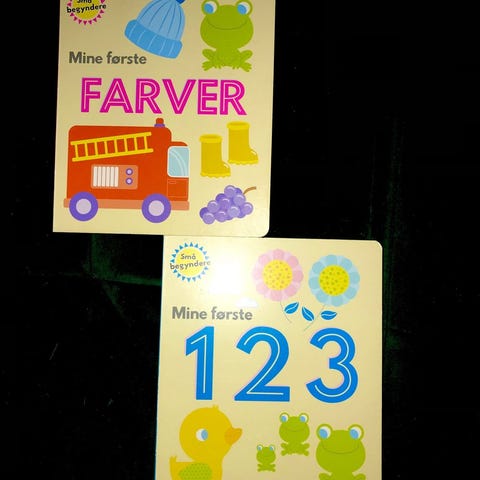 Små
begyndere
Mine første
FARVER
Små
begyndere
Mine første
123